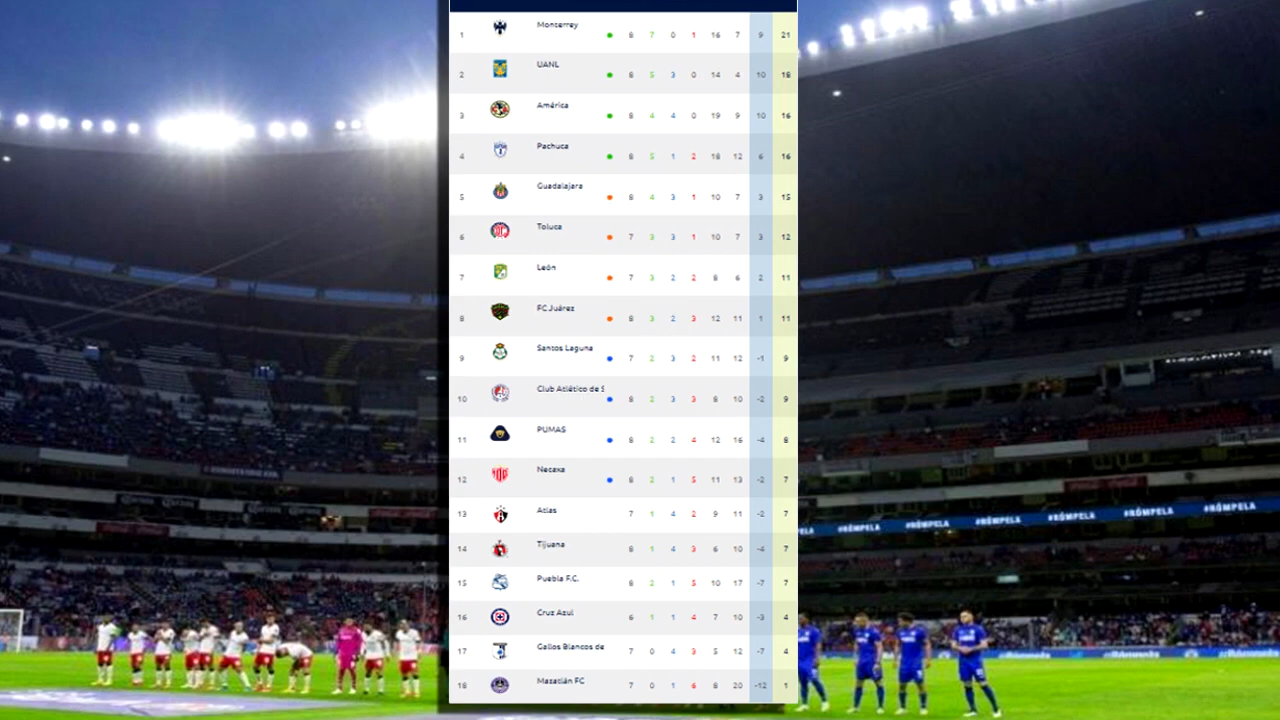 1 Monterrey 8 7 0 1 16 7 9 21
2 UANL 8 5 3 0 14 4 10 18
3 América 8 4 4 0 19 9 10 16
4 Pachuca 8 5 1 2 18 12 6 16
5 Guadalajara 8 4 3 1 10 7 3 15
6 Toluca 7 3 3 1 10 7 3 12
7 León 7 3 2 2 8 6 2 11
8 FC Juárez 8 3 2 3 12 11 1 11
9 Santos Laguna 7 2 3 2 11 12 -1 9
10 Club Atlético de S 8 2 3 3 8 10 -2 9
11 PUMAS 8 2 2 4 12 16 -4 8
12 Necaxa 8 2 1 5 11 13 -2 7
13 Atlas 7 1 4 2 9 11 -2 7
14 Tijuana 8 1 4 3 6 10 -4 7
15 Puebla F.C. 8 2 1 5 10 17 -7 7
16 Cruz Azul 6 1 1 4 7 10 -3 4
17 Gallos Blancos de 7 0 4 3 5 12 -7 4
18 Mazatlán FC 7 0 1 6 8 20 -12 1
#RÓMPELA #RÓMPELA #RÓMPELA #RÓMPELA #RÓMPELA